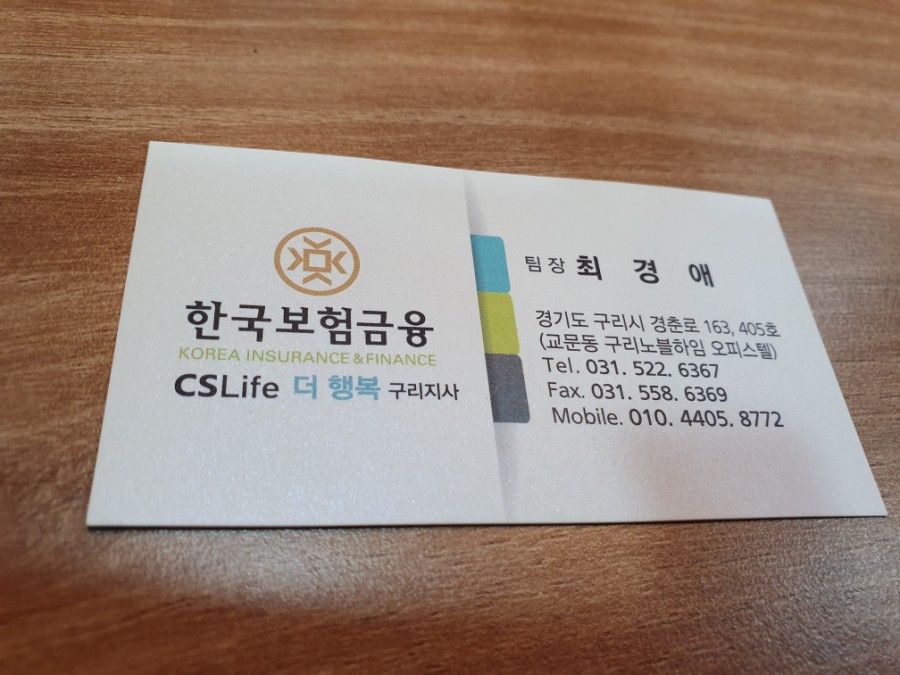 한국보험금융
KOREA INSURANCE & FINANCE
CSLife 더 행복 구리지사
팀장 최 경 애
경기도 구리시 경춘로 163, 405호
(교문동 구리노블하임 오피스텔)
Tel. 031. 522. 6367
Fax. 031. 558. 6369
Mobile. 010. 4405. 8772